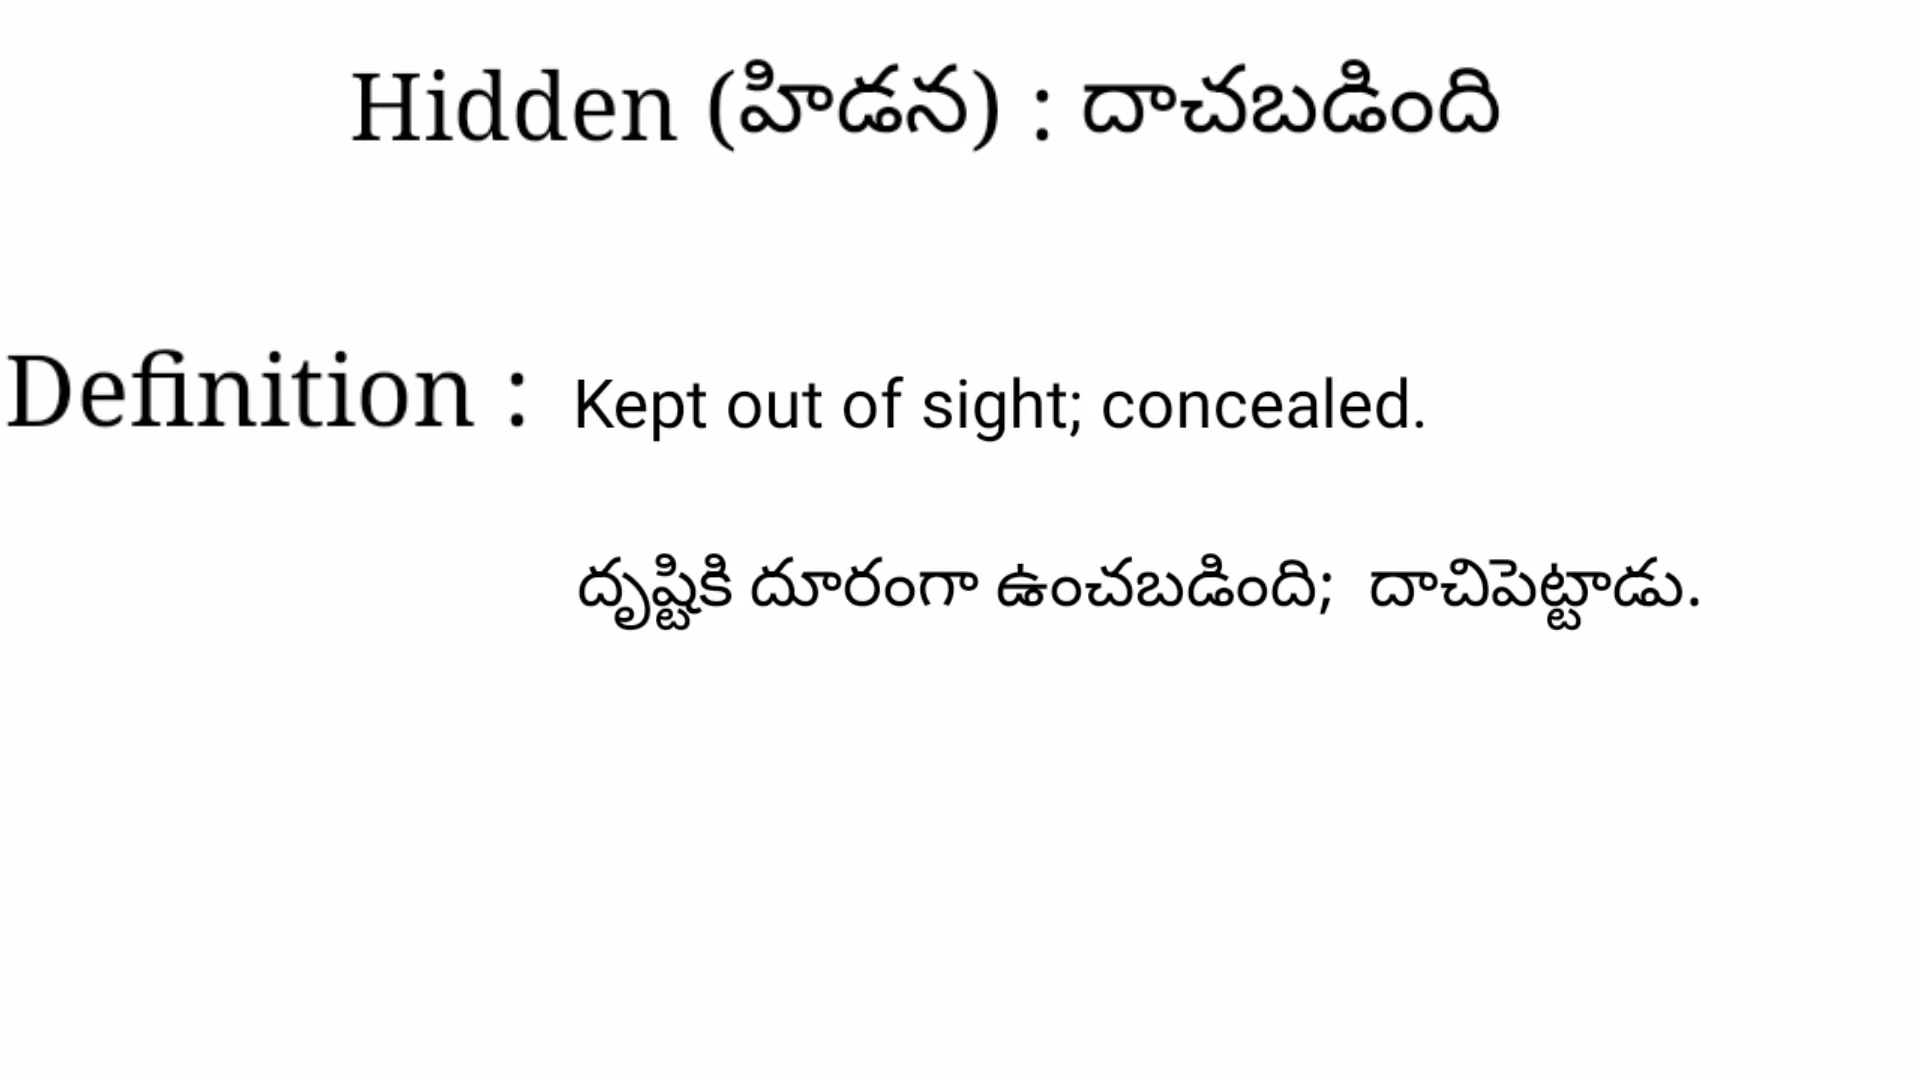 Hidden (హిడన) : దాచబడింది
Definition : Kept out of sight; concealed.
దృష్టికి దూరంగా ఉంచబడింది; దాచిపెట్టాడు.